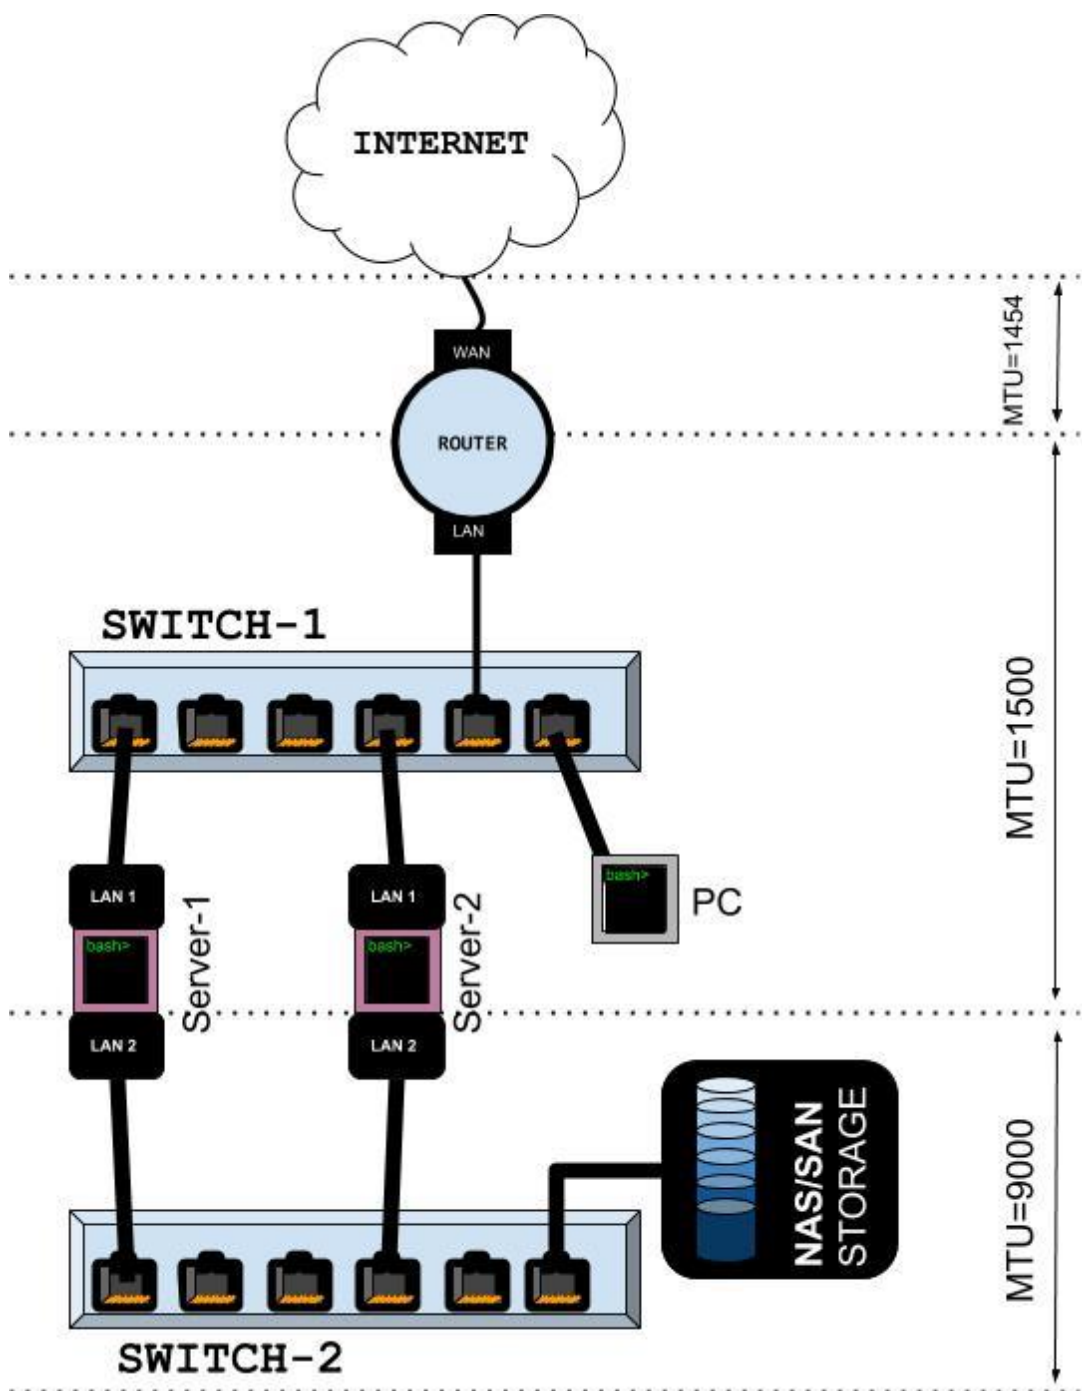 INTERNET
MTU=1454
WAN
ROUTER
LAN
SWITCH-1
MTU=1500
LAN 1
LAN 1
bash>
PC
Server-1
Server-2
bash>
bash>
LAN 2
LAN 2
NAS/SAN
STORAGE
MTU=9000
SWITCH-2